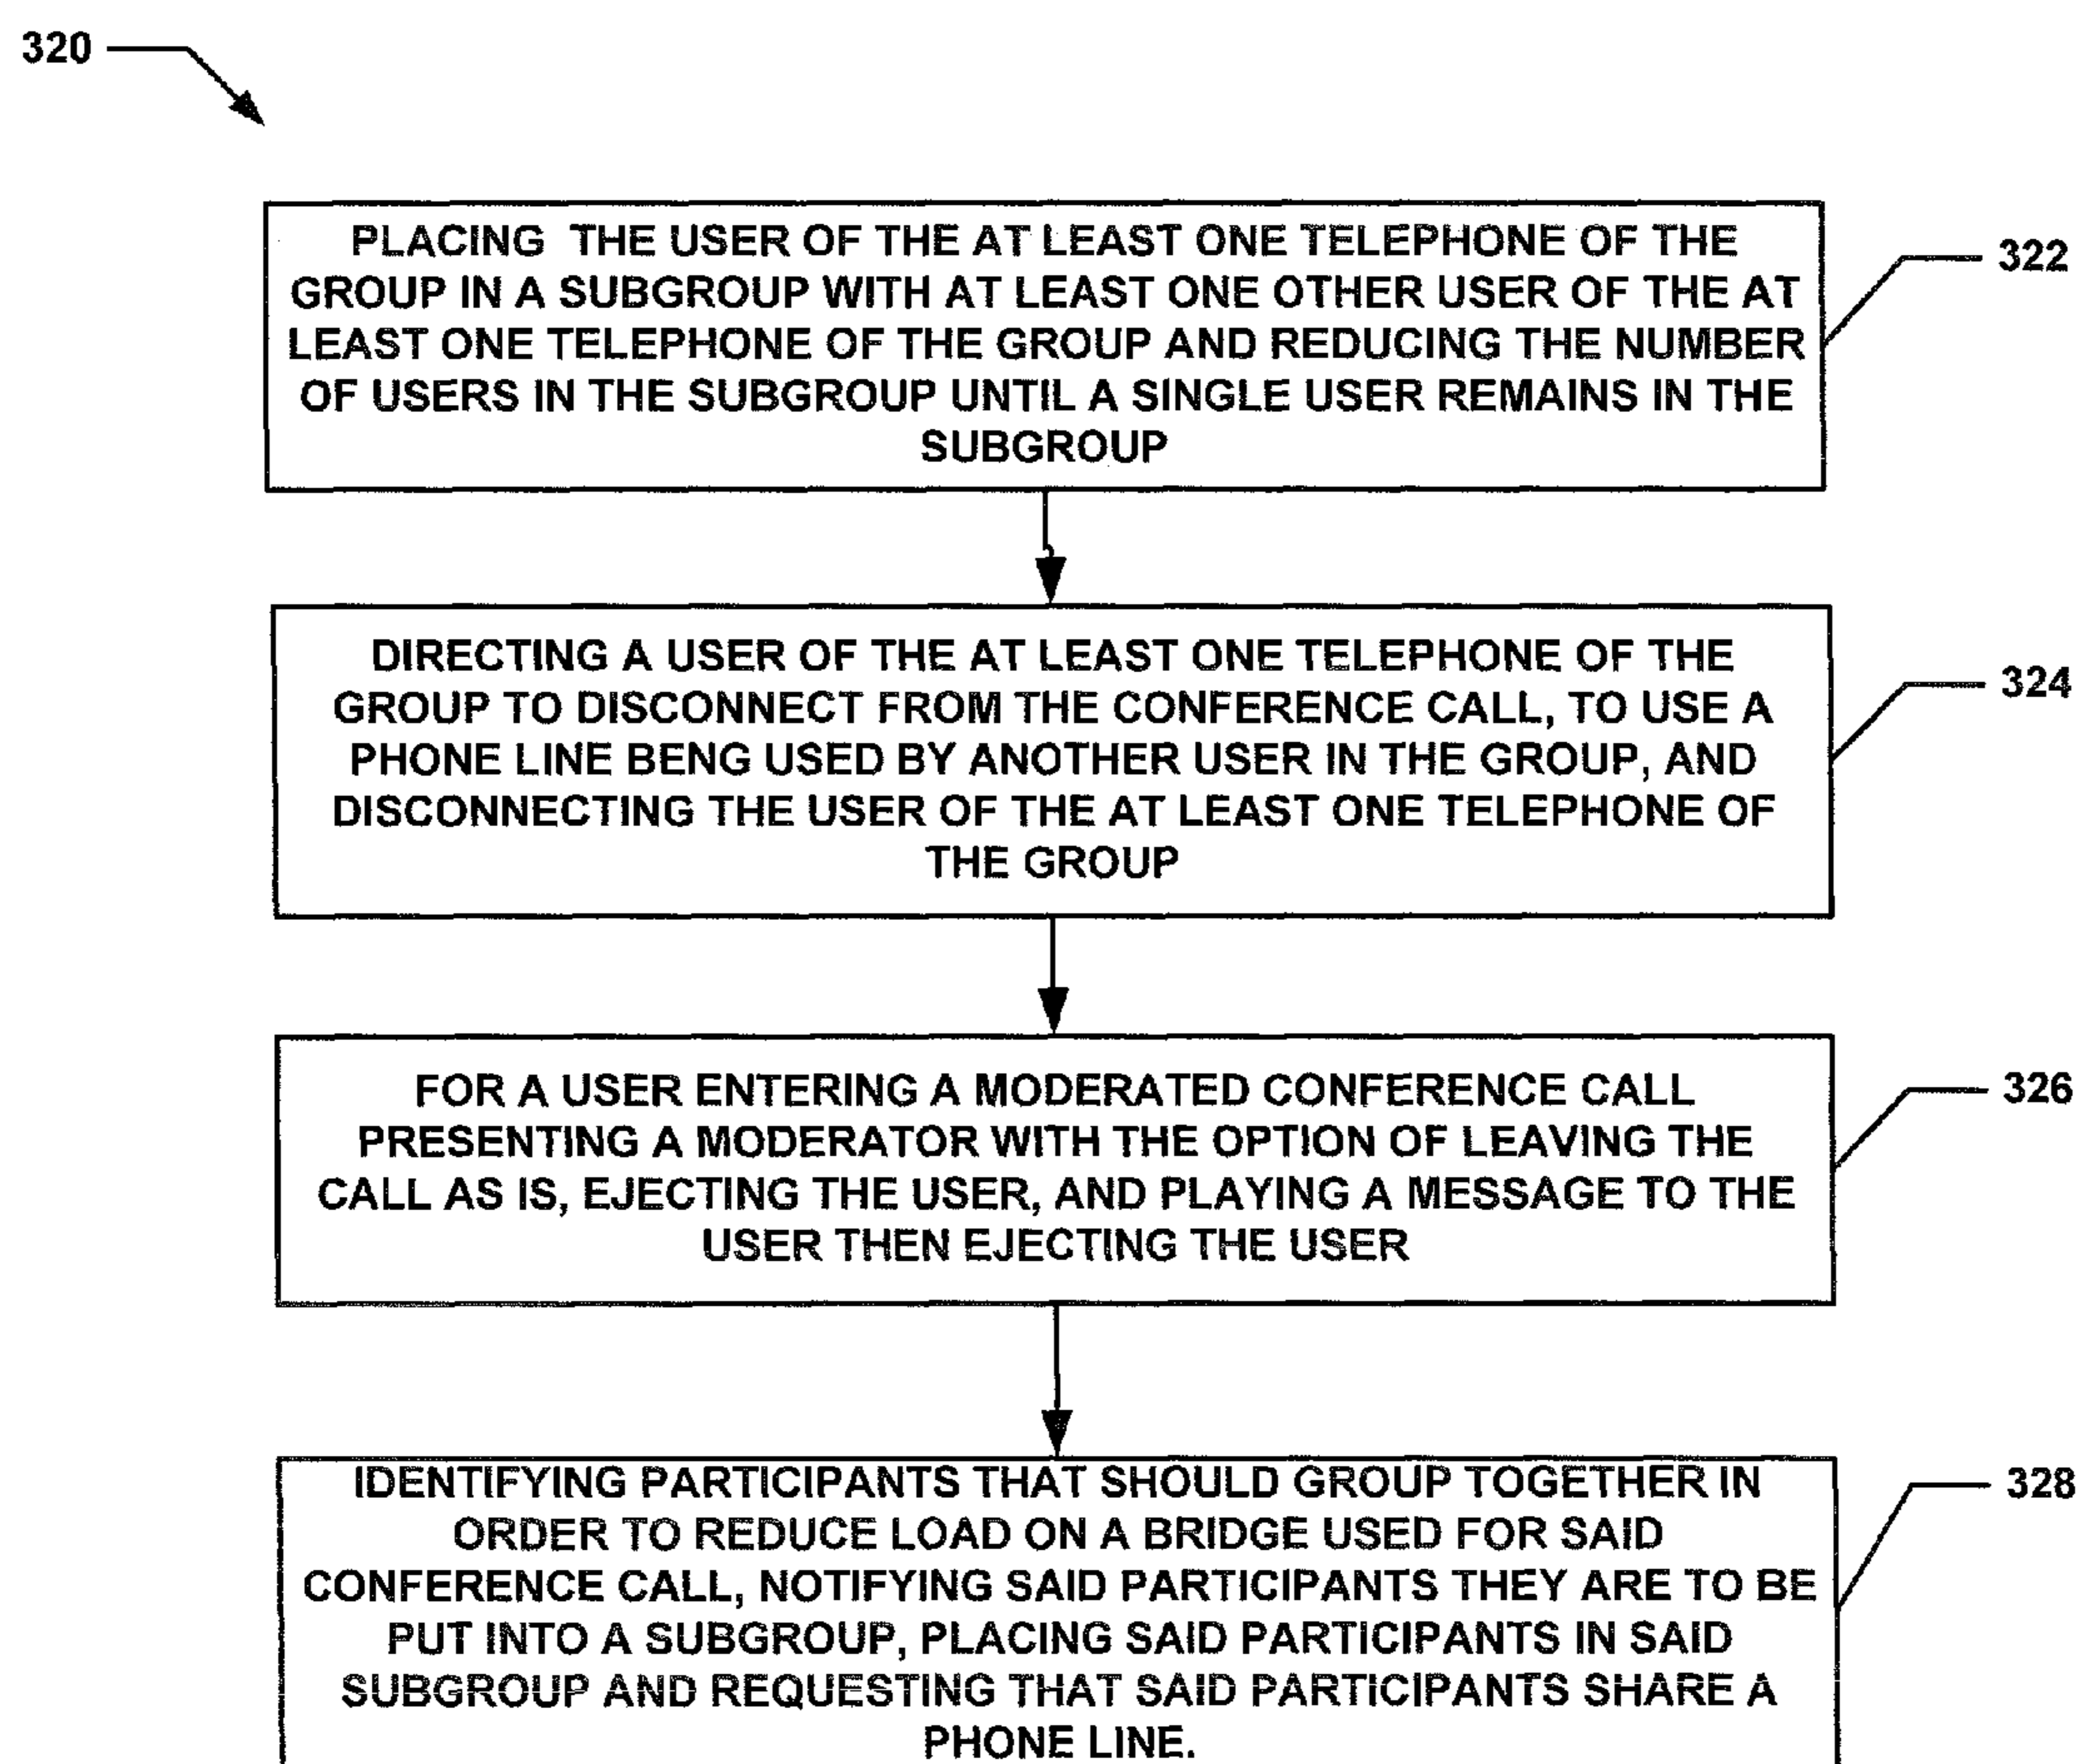 320
PLACING THE USER OF THE AT LEAST ONE TELEPHONE OF THE
GROUP IN A SUBGROUP WITH AT LEAST ONE OTHER USER OF THE AT
LEAST ONE TELEPHONE OF THE GROUP AND REDUCING THE NUMBER
OF USERS IN THE SUBGROUP UNTIL A SINGLE USER REMAINS IN THE
SUBGROUP
322
DIRECTING A USER OF THE AT LEAST ONE TELEPHONE OF THE
GROUP TO DISCONNECT FROM THE CONFERENCE CALL, TO USE A
PHONE LINE BENG USED BY ANOTHER USER IN THE GROUP, AND
DISCONNECTING THE USER OF THE AT LEAST ONE TELEPHONE OF
THE GROUP
324
FOR A USER ENTERING A MODERATED CONFERENCE CALL
PRESENTING A MODERATOR WITH THE OPTION OF LEAVING THE
CALL AS IS, EJECTING THE USER, AND PLAYING A MESSAGE TO THE
USER THEN EJECTING THE USER
326
IDENTIFYING PARTICIPANTS THAT SHOULD GROUP TOGETHER IN
ORDER TO REDUCE LOAD ON A BRIDGE USED FOR SAID
CONFERENCE CALL, NOTIFYING SAID PARTICIPANTS THEY ARE TO BE
PUT INTO A SUBGROUP, PLACING SAID PARTICIPANTS IN SAID
SUBGROUP AND REQUESTING THAT SAID PARTICIPANTS SHARE A
PHONE LINE.
328